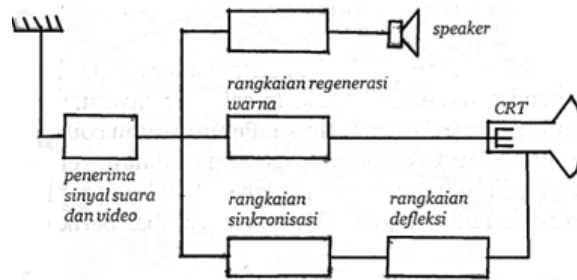 speaker
rangkaian regenerasi
warna
CRT
penerima
sinyal suara
dan video
rangkaian
sinkronisasi
rangkaian
defleksi